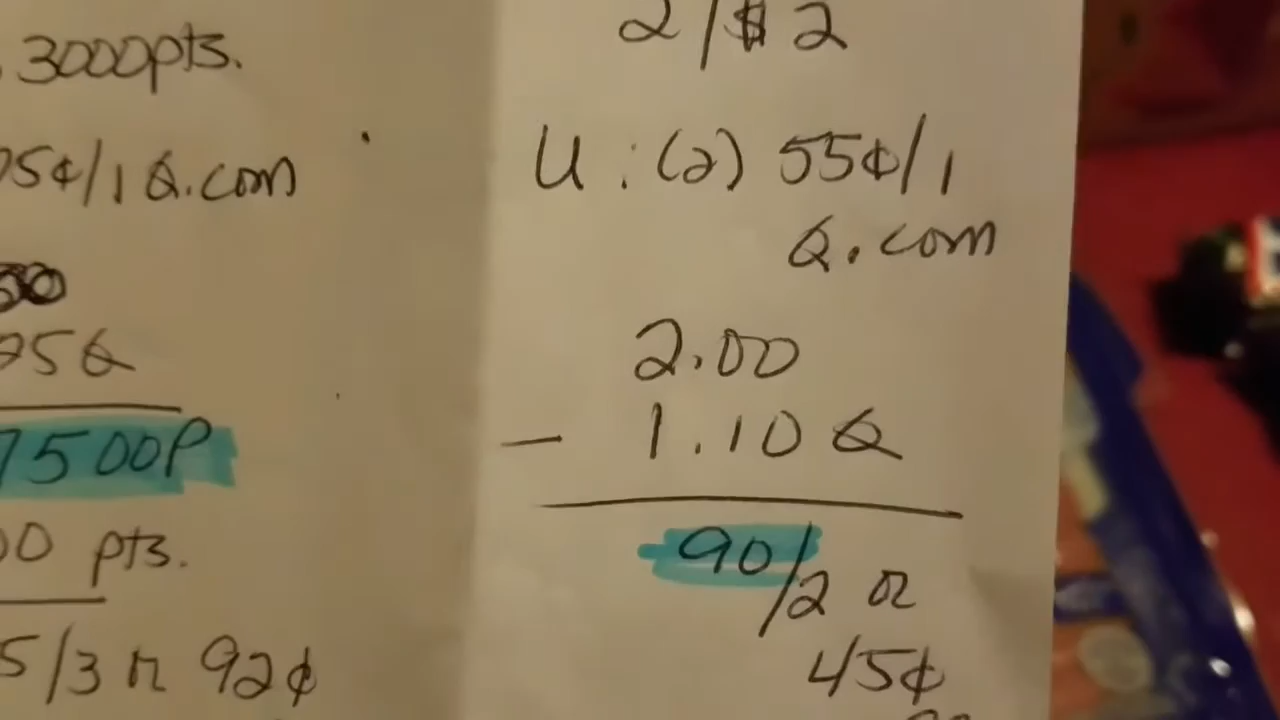 3000pts.
5¢/1 Q.com
5Q
7500P
0 pts.
5/3 or 92¢
2/$2
U: (2) 55¢/1
Q.com
2.00
- 1.10 Q
90/2 or
45¢